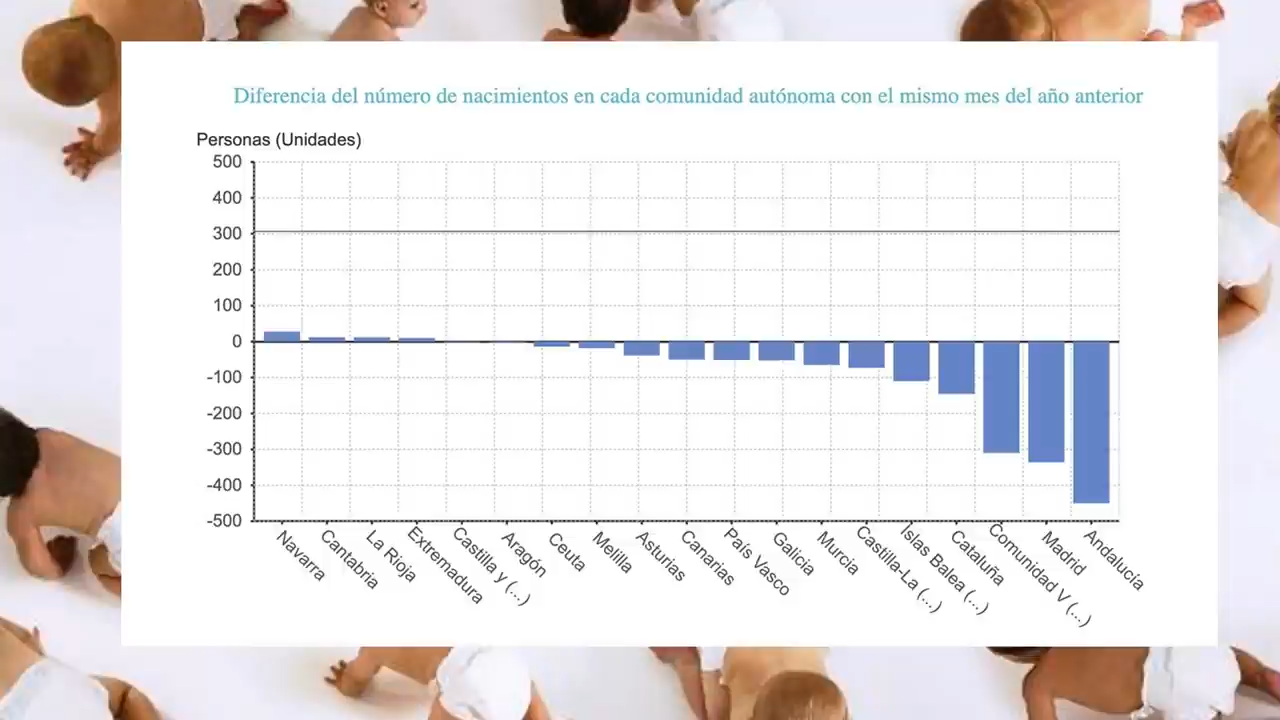 Diferencia del número de nacimientos en cada comunidad autónoma con el mismo mes del año anterior
Personas (Unidades)
500
400
300
200
100
0
-100
-200
-300
-400
-500
Navarra
Cantabria
La Rioja
Extremadura
Castilla y (...)
Aragón
Ceuta
Melilla
Asturias
Canarias
País Vasco
Galicia
Murcia
Castilla-La (...)
Islas Balea (...)
Cataluña
Comunidad V (...)
Madrid
Andalucía